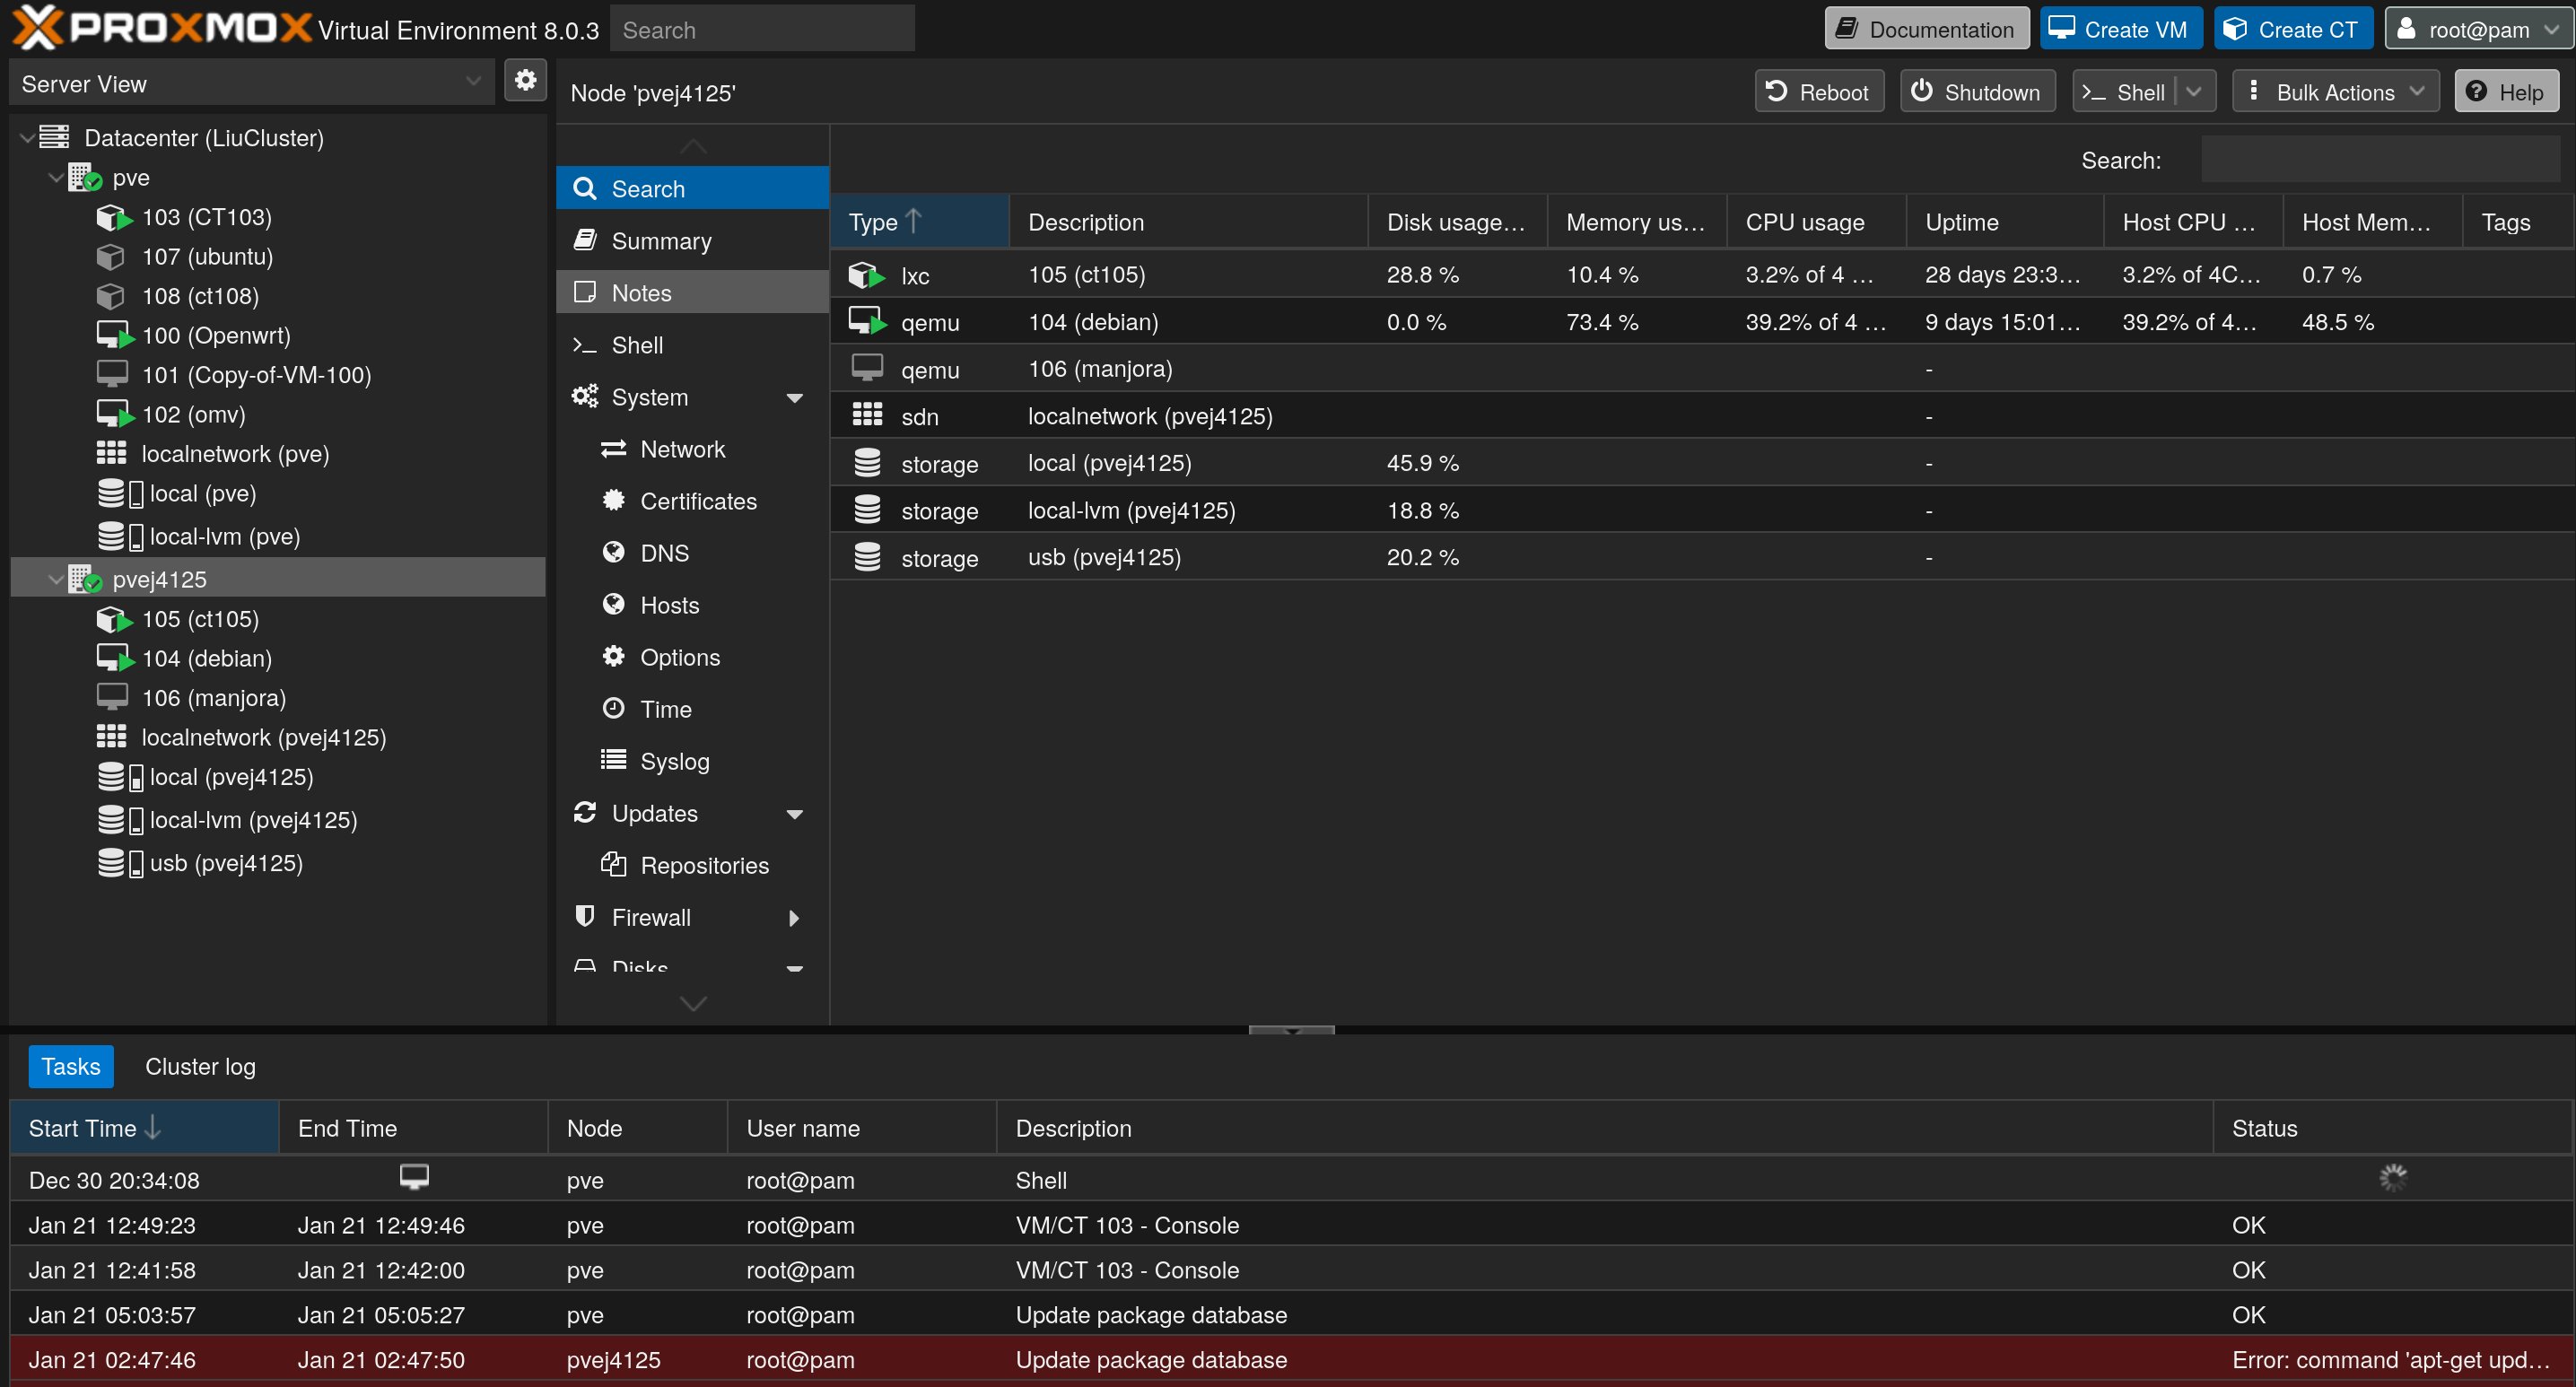 PROXMOX Virtual Environment 8.0.3 Search Documentation Create VM Create CT root@pam
Server View
Node 'pvej4125' Reboot Shutdown Shell Bulk Actions Help
Datacenter (LiuCluster)
pve
103 (CT103)
107 (ubuntu)
108 (ct108)
100 (Openwrt)
101 (Copy-of-VM-100)
102 (omv)
localnetwork (pve)
local (pve)
local-lvm (pve)
pvej4125
105 (ct105)
104 (debian)
106 (manjora)
localnetwork (pvej4125)
local (pvej4125)
local-lvm (pvej4125)
usb (pvej4125)
Search
Summary
Notes
Shell
System
Network
Certificates
DNS
Hosts
Options
Time
Syslog
Updates
Repositories
Firewall
Disks
Search:
Type Description Disk usage... Memory us... CPU usage Uptime Host CPU ... Host Mem... Tags
lxc 105 (ct105) 28.8 % 10.4 % 3.2% of 4 ... 28 days 23:3... 3.2% of 4C... 0.7 %
qemu 104 (debian) 0.0 % 73.4 % 39.2% of 4 ... 9 days 15:01... 39.2% of 4... 48.5 %
qemu 106 (manjora) -
sdn localnetwork (pvej4125) -
storage local (pvej4125) 45.9 % -
storage local-lvm (pvej4125) 18.8 % -
storage usb (pvej4125) 20.2 % -
Tasks Cluster log
Start Time End Time Node User name Description Status
Dec 30 20:34:08 pve root@pam Shell
Jan 21 12:49:23 Jan 21 12:49:46 pve root@pam VM/CT 103 - Console OK
Jan 21 12:41:58 Jan 21 12:42:00 pve root@pam VM/CT 103 - Console OK
Jan 21 05:03:57 Jan 21 05:05:27 pve root@pam Update package database OK
Jan 21 02:47:46 Jan 21 02:47:50 pvej4125 root@pam Update package database Error: command 'apt-get upd...